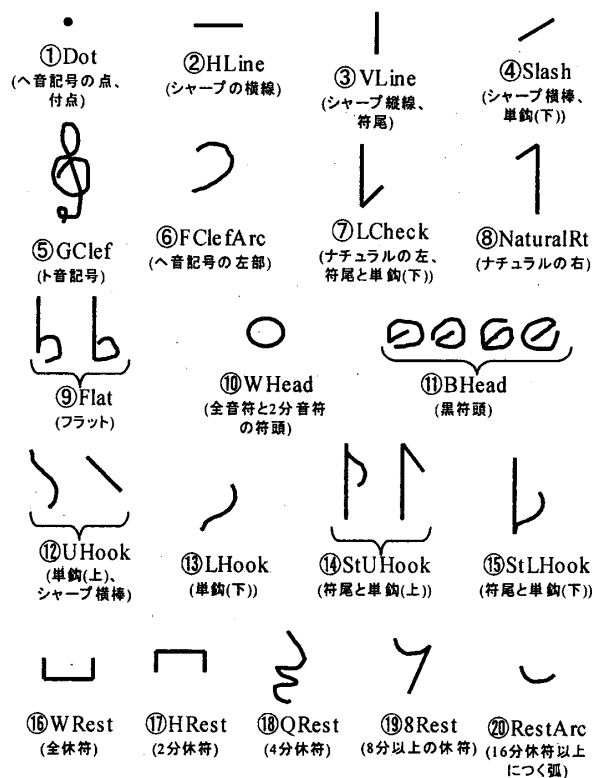 ①Dot
(ヘ音記号の点、
付点)
②HLine
(シャープの横線)
③VLine
(シャープ縦線、
符尾)
④Slash
(シャープ横棒、
単鈎(下))
⑤GClef
(ト音記号)
⑥FClefArc
(ヘ音記号の左部)
⑦LCheck
(ナチュラルの左、
符尾と単鈎(下))
⑧NaturalRt
(ナチュラルの右)
⑨Flat
(フラット)
⑩WHead
(全音符と2分音符
の符頭)
⑪BHead
(黒符頭)
⑫UHook
(単鈎(上)、
シャープ横棒)
⑬LHook
(単鈎(下))
⑭StUHook
(符尾と単鈎(上))
⑮StLHook
(符尾と単鈎(下))
⑯WRest
(全休符)
⑰HRest
(2分休符)
⑱QRest
(4分休符)
⑲8Rest
(8分以上の休符)
⑳RestArc
(16分休符以上
につく弧)